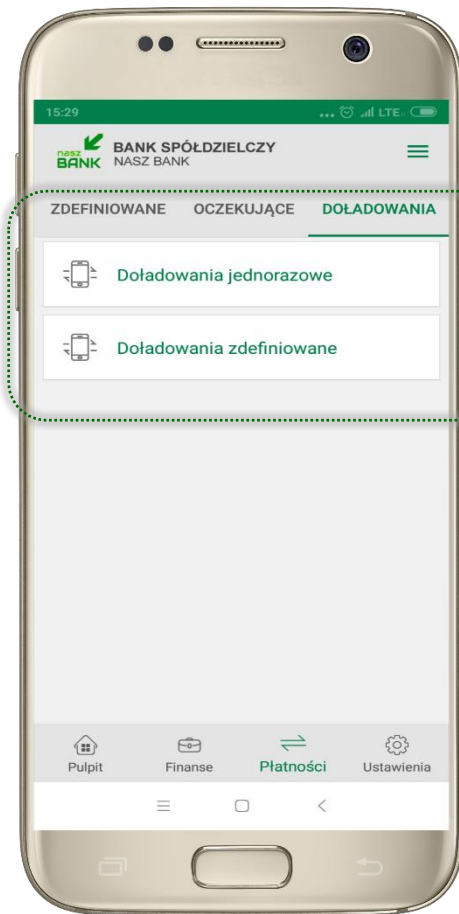 15:29 ... LTE
nasz BANK BANK SPÓŁDZIELCZY
NASZ BANK
ZDEFINIOWANE OCZEKUJĄCE DOŁADOWANIA
Doładowania jednorazowe
Doładowania zdefiniowane
Pulpit Finanse Płatności Ustawienia